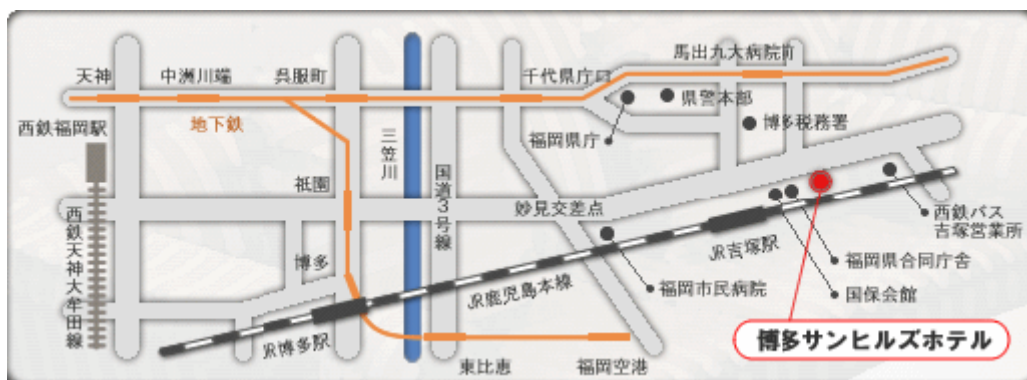 天神
中洲川端
呉服町
千代県庁口
馬出九大病院前
地下鉄
西鉄福岡駅
県警本部
福岡県庁
博多税務署
三笠川
国道3号線
祇園
妙見交差点
西鉄天神大牟田線
博多
JR博多駅
JR鹿児島本線
JR吉塚駅
西鉄バス
吉塚営業所
福岡県合同庁舎
国保会館
福岡市民病院
東比恵
福岡空港
博多サンヒルズホテル